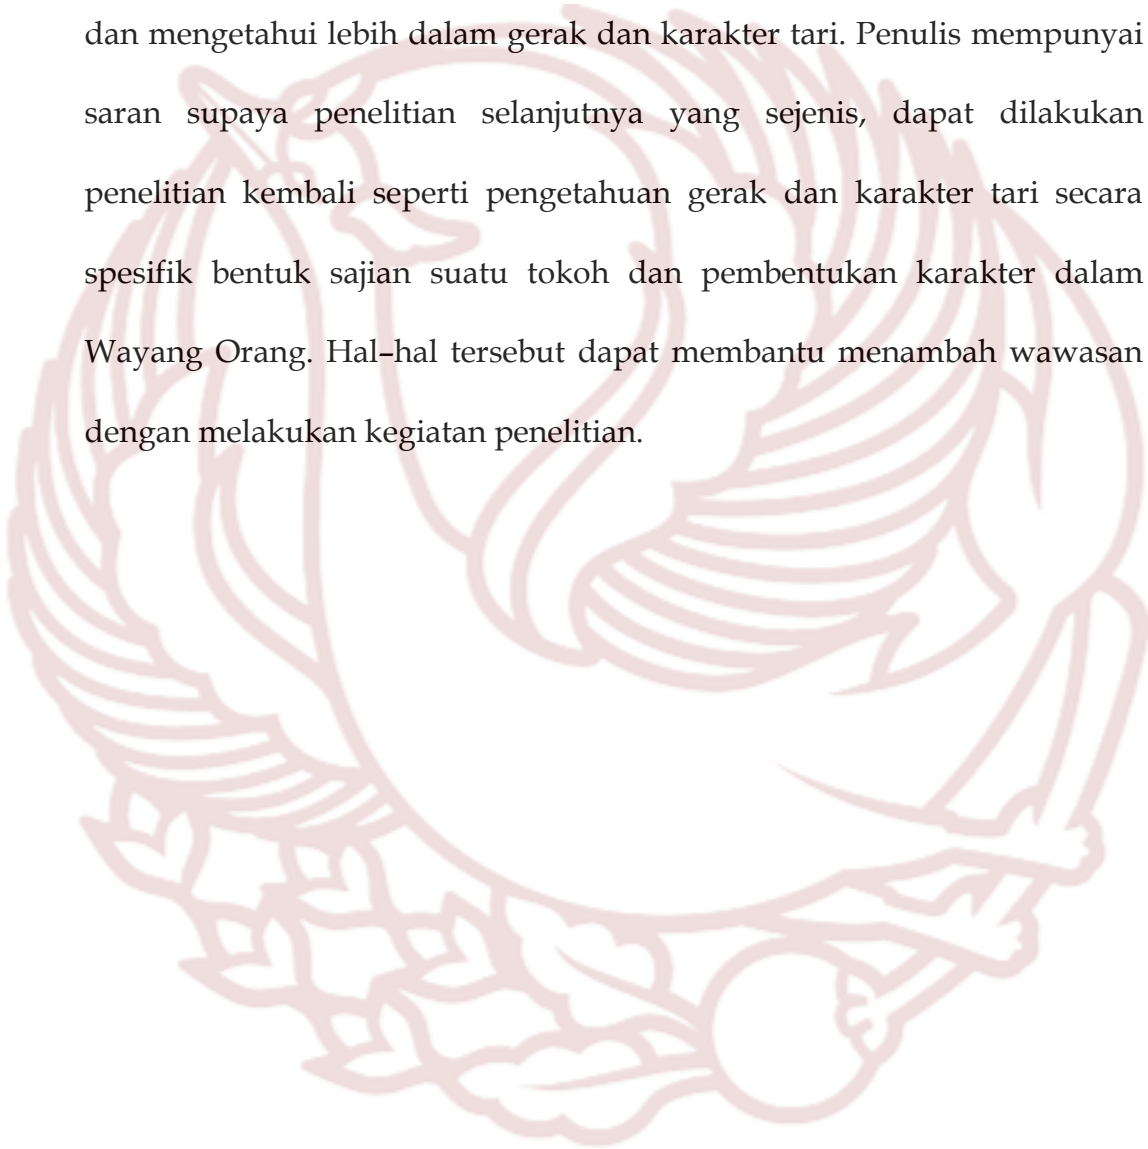 dan mengetahui lebih dalam gerak dan karakter tari. Penulis mempunyai
saran supaya penelitian selanjutnya yang sejenis, dapat dilakukan
penelitian kembali seperti pengetahuan gerak dan karakter tari secara
spesifik bentuk sajian suatu tokoh dan pembentukan karakter dalam
Wayang Orang. Hal–hal tersebut dapat membantu menambah wawasan
dengan melakukan kegiatan penelitian.